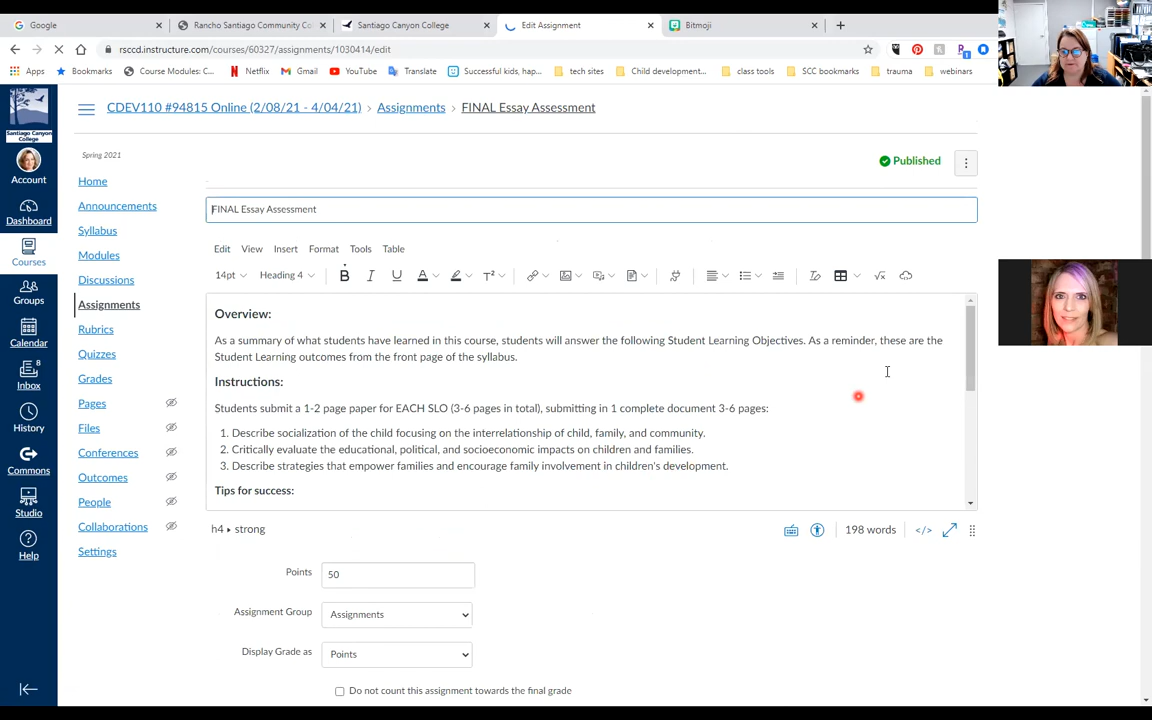 Google
Rancho Santiago Community Co
Santiago Canyon College
Edit Assignment
Bitmoji
rsccd.instructure.com/courses/60327/assignments/1030414/edit
Apps
Bookmarks
Course Modules: C...
Netflix
Gmail
YouTube
Translate
Successful kids, hap...
tech sites
Child development...
class tools
SCC bookmarks
trauma
webinars
Santiago Canyon College
Account
Dashboard
Courses
Groups
Calendar
8
Inbox
History
Commons
Studio
Help
CDEV110 #94815 Online (2/08/21 - 4/04/21) › Assignments › FINAL Essay Assessment
Spring 2021
Home
Announcements
Syllabus
Modules
Discussions
Assignments
Rubrics
Quizzes
Grades
Pages
Files
Conferences
Outcomes
People
Collaborations
Settings
Published
FINAL Essay Assessment
Edit View Insert Format Tools Table
14pt Heading 4 B I U A T²
Overview:
As a summary of what students have learned in this course, students will answer the following Student Learning Objectives. As a reminder, these are the
Student Learning outcomes from the front page of the syllabus.
Instructions:
Students submit a 1-2 page paper for EACH SLO (3-6 pages in total), submitting in 1 complete document 3-6 pages:
1. Describe socialization of the child focusing on the interrelationship of child, family, and community.
2. Critically evaluate the educational, political, and socioeconomic impacts on children and families.
3. Describe strategies that empower families and encourage family involvement in children's development.
Tips for success:
h4 ▸ strong
198 words </>
Points 50
Assignment Group Assignments
Display Grade as Points
Do not count this assignment towards the final grade